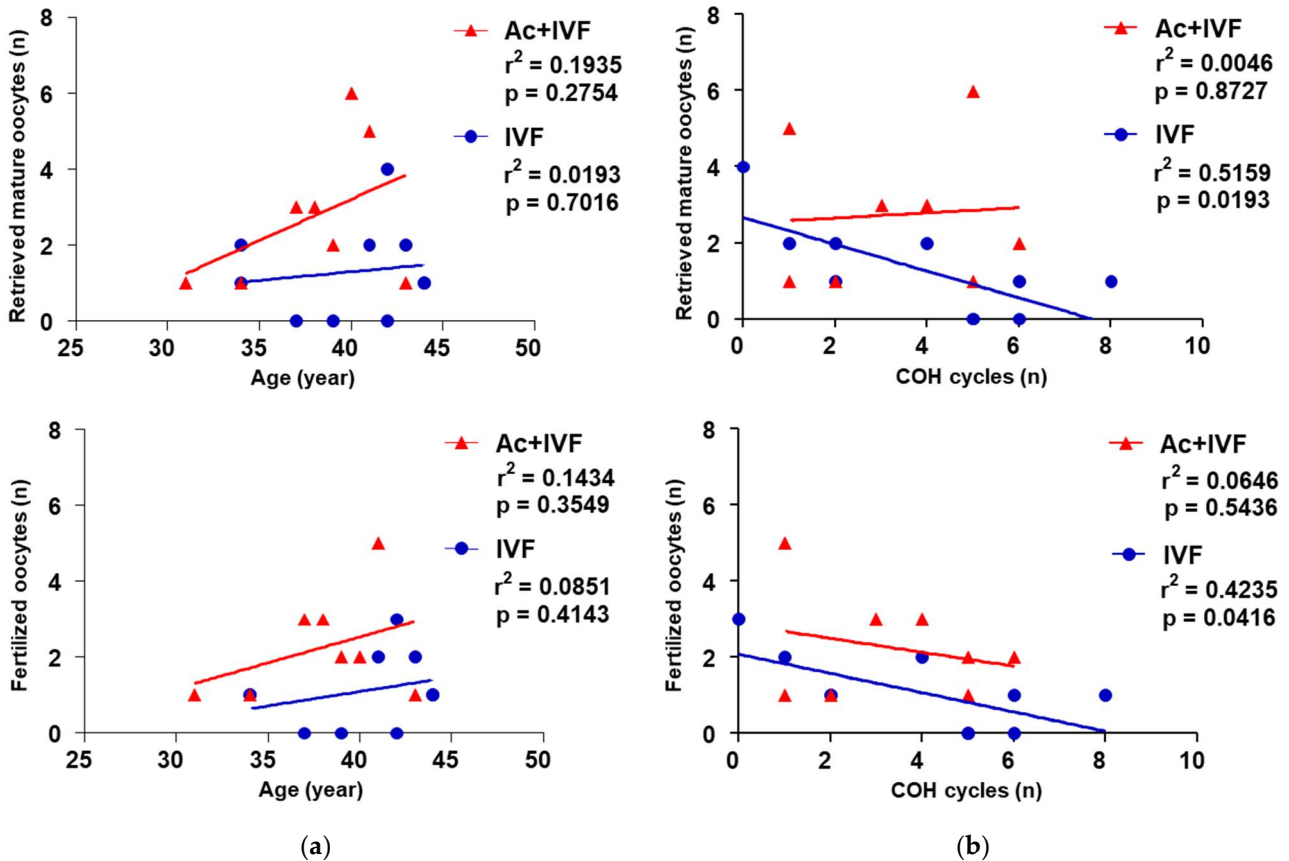 Retrieved mature oocytes (n)
8
6
4
2
0
25
30
35
40
45
50
Age (year)
Ac+IVF
r² = 0.1935
p = 0.2754
IVF
r² = 0.0193
p = 0.7016
Retrieved mature oocytes (n)
8
6
4
2
0
0
2
4
6
8
10
COH cycles (n)
Ac+IVF
r² = 0.0046
p = 0.8727
IVF
r² = 0.5159
p = 0.0193
Fertilized oocytes (n)
8
6
4
2
0
25
30
35
40
45
50
Age (year)
Ac+IVF
r² = 0.1434
p = 0.3549
IVF
r² = 0.0851
p = 0.4143
Fertilized oocytes (n)
8
6
4
2
0
0
2
4
6
8
10
COH cycles (n)
Ac+IVF
r² = 0.0646
p = 0.5436
IVF
r² = 0.4235
p = 0.0416
(a)
(b)